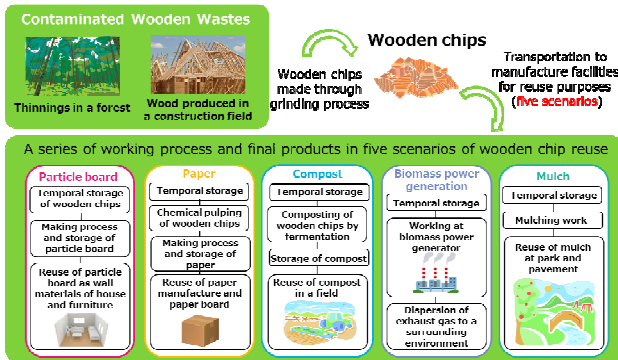 Contaminated Wooden Wastes
Thinnings in a forest
Wood produced in
a construction field
Wooden chips
made through
grinding process
Wooden chips
Transportation to
manufacture facilities
for reuse purposes
(five scenarios)
A series of working process and final products in five scenarios of wooden chip reuse
Particle board
Temporal storage
of wooden chips
Making process
and storage of
particle board
Reuse of particle
board as wall
materials of house
and furniture
Paper
Temporal storage
Chemical pulping
of wooden chips
Making process
and storage of
paper
Reuse of paper
manufacture and
paper board
Compost
Temporal storage
Composting of
wooden chips by
fermentation
Storage of compost
Reuse of compost
in a field
Biomass power
generation
Temporal storage
Working at
biomass power
generator
Dispersion of
exhaust gas to a
surrounding
environment
Mulch
Temporal storage
Mulching work
Reuse of mulch
at park and
pavement